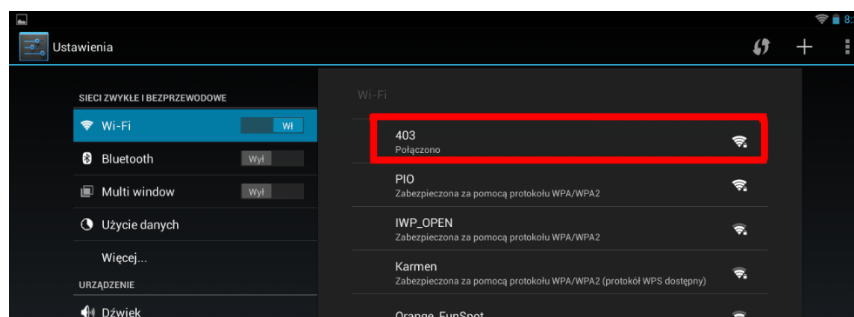 8:
Ustawienia
SIECI ZWYKŁE I BEZPRZEWODOWE
Wi-Fi
Wł
Bluetooth
Wył
Multi window
Wył
Użycie danych
Więcej...
URZĄDZENIE
Dźwięk
Wi-Fi
403
Połączono
PIO
Zabezpieczona za pomocą protokołu WPA/WPA2
IWP_OPEN
Zabezpieczona za pomocą protokołu WPA/WPA2
Karmen
Zabezpieczona za pomocą protokołu WPA/WPA2 (protokół WPS dostępny)
Orange_FunSpot